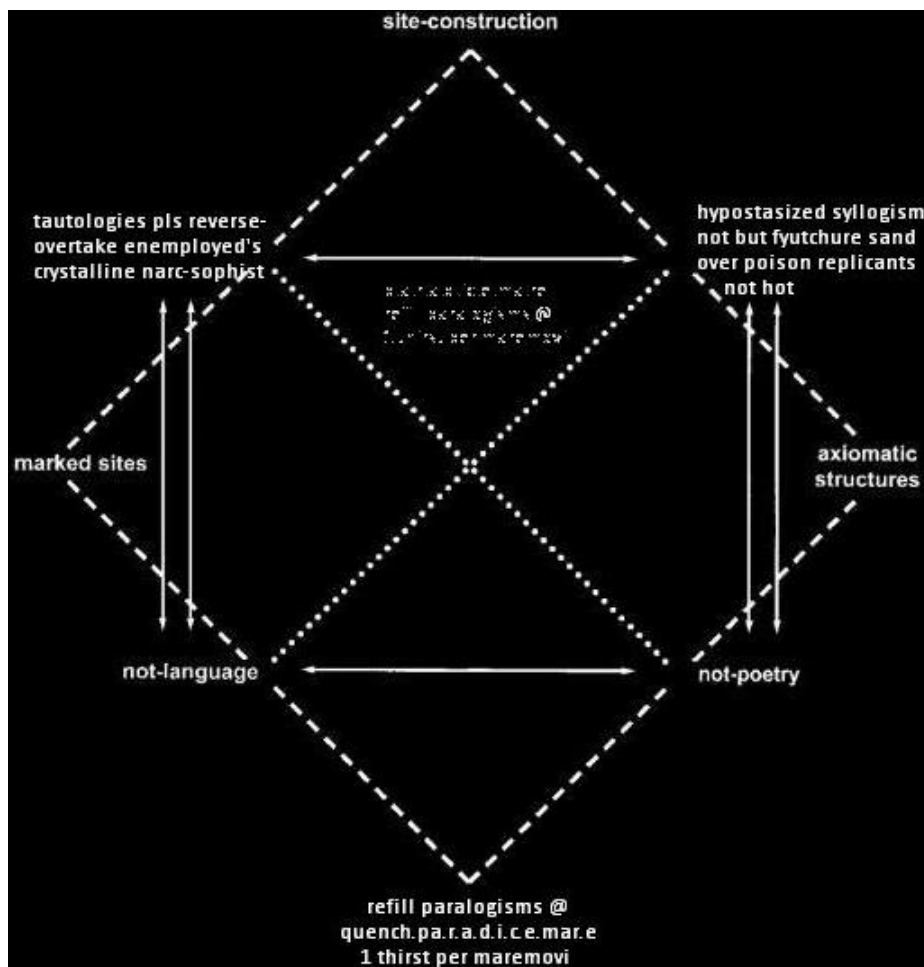 site-construction
tautologies pls reverse-
overtake enemployed's
crystalline narc-sophist
hypostasized syllogism
not but fyutchure sand
over poison replicants
not hot
@
marked sites
axiomatic
structures
not-language
not-poetry
refill paralogisms @
quench.pa.r.a.d.i.c.e.mar.e
1 thirst per maremovi